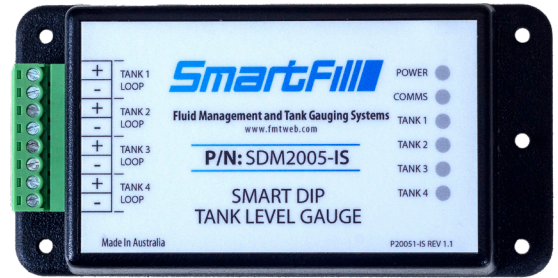 +
TANK 1
LOOP
-
+
TANK 2
LOOP
-
+
TANK 3
LOOP
-
+
TANK 4
LOOP
-
SmartFill
Fluid Management and Tank Gauging Systems
www.fmtweb.com
P/N: SDM2005-IS
SMART DIP
TANK LEVEL GAUGE
POWER
COMMS
TANK 1
TANK 2
TANK 3
TANK 4
Made In Australia
P20051-IS REV 1.1